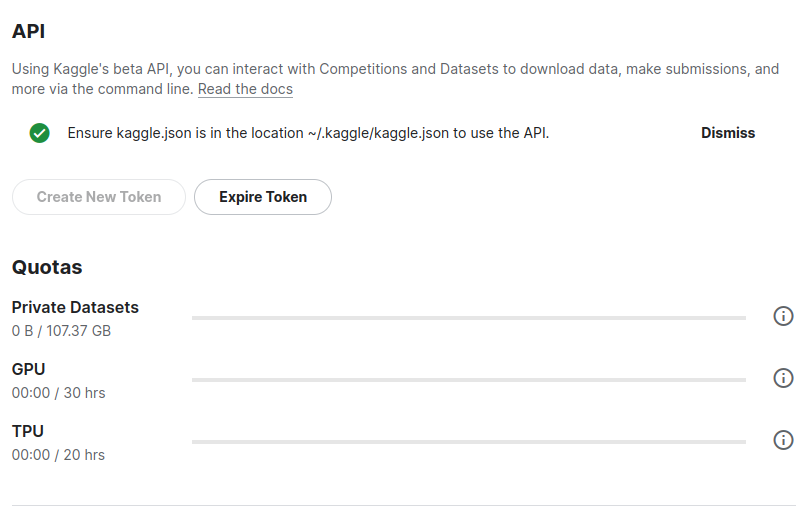 API
Using Kaggle's beta API, you can interact with Competitions and Datasets to download data, make submissions, and
more via the command line. Read the docs
Ensure kaggle.json is in the location ~/.kaggle/kaggle.json to use the API.
Dismiss
Create New Token
Expire Token
Quotas
Private Datasets
0 B / 107.37 GB
GPU
00:00 / 30 hrs
TPU
00:00 / 20 hrs